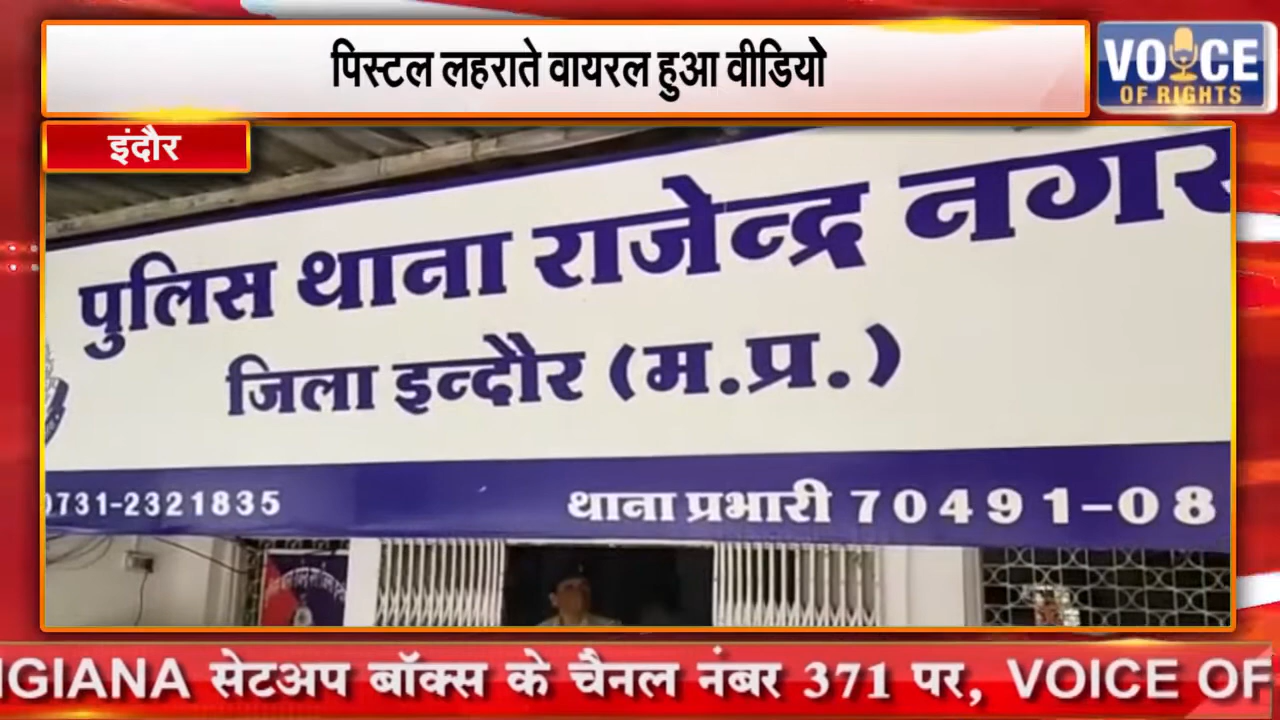 पिस्टल लहराते वायरल हुआ वीडियो
VOICE
OF RIGHTS
इंदौर
पुलिस थाना राजेन्द्र नगर
जिला इन्दौर (म.प्र.)
0731-2321835
थाना प्रभारी 70491-08
IGIANA सेटअप बॉक्स के चैनल नंबर 371 पर, VOICE OF